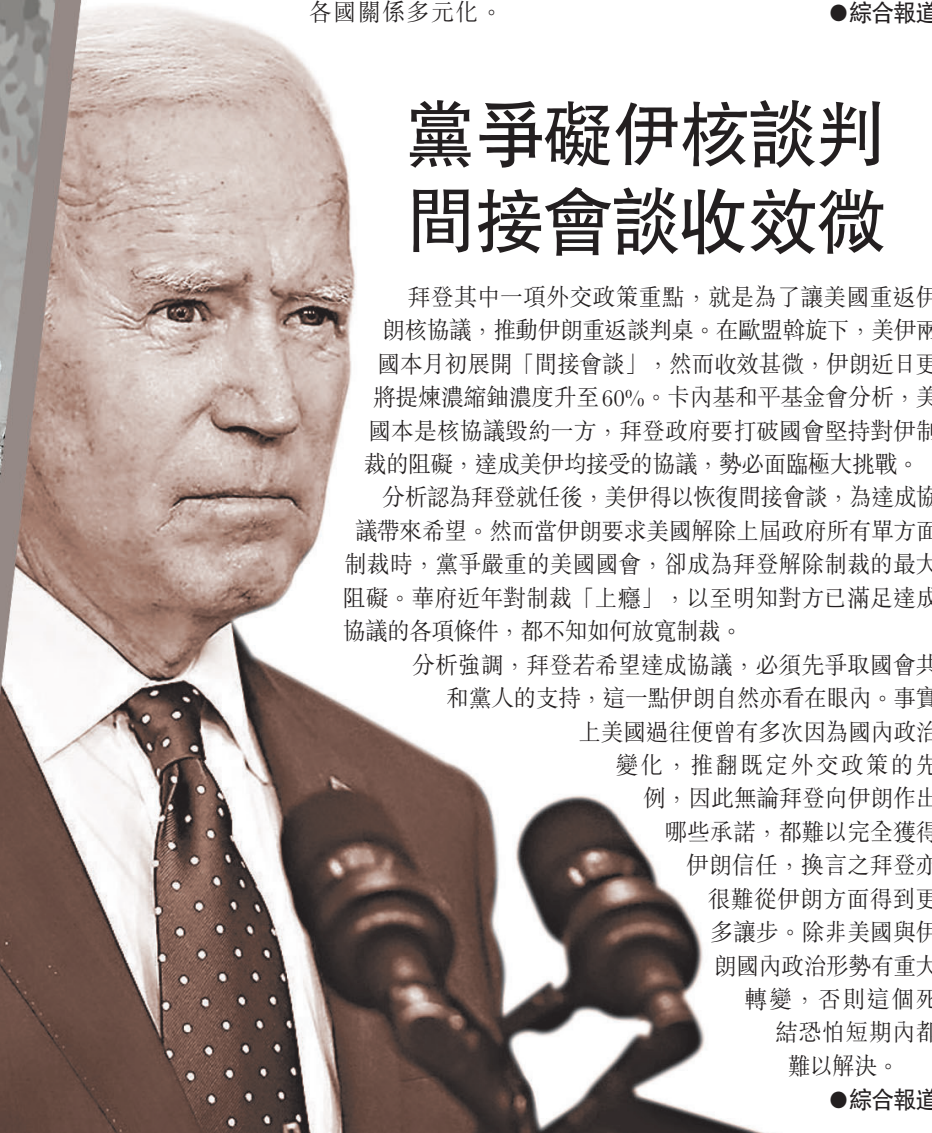 各國關係多元化。
●綜合報道
黨爭礙伊核談判
間接會談收效微
拜登其中一項外交政策重點，就是為了讓美國重返伊
朗核協議，推動伊朗重返談判桌。在歐盟斡旋下，美伊兩
國本月初展開「間接會談」，然而收效甚微，伊朗近日更
將提煉濃縮鈾濃度升至60%。卡內基和平基金會分析，美
國本是核協議毀約一方，拜登政府要打破國會堅持對伊制
裁的阻礙，達成美伊均接受的協議，勢必面臨極大挑戰。
分析認為拜登就任後，美伊得以恢復間接會談，為達成協
議帶來希望。然而當伊朗要求美國解除上屆政府所有單方面
制裁時，黨爭嚴重的美國國會，卻成為拜登解除制裁的最大
阻礙。華府近年對制裁「上癮」，以至明知對方已滿足達成
協議的各項條件，都不知如何放寬制裁。
分析強調，拜登若希望達成協議，必須先爭取國會共
和黨人的支持，這一點伊朗自然亦看在眼內。事實
上美國過往便曾有多次因為國內政治
變化，推翻既定外交政策的先
例，因此無論拜登向伊朗作出
哪些承諾，都難以完全獲得
伊朗信任，換言之拜登亦
很難從伊朗方面得到更
多讓步。除非美國與伊
朗國內政治形勢有重大
轉變，否則這個死
結恐怕短期內都
難以解決。
●綜合報道